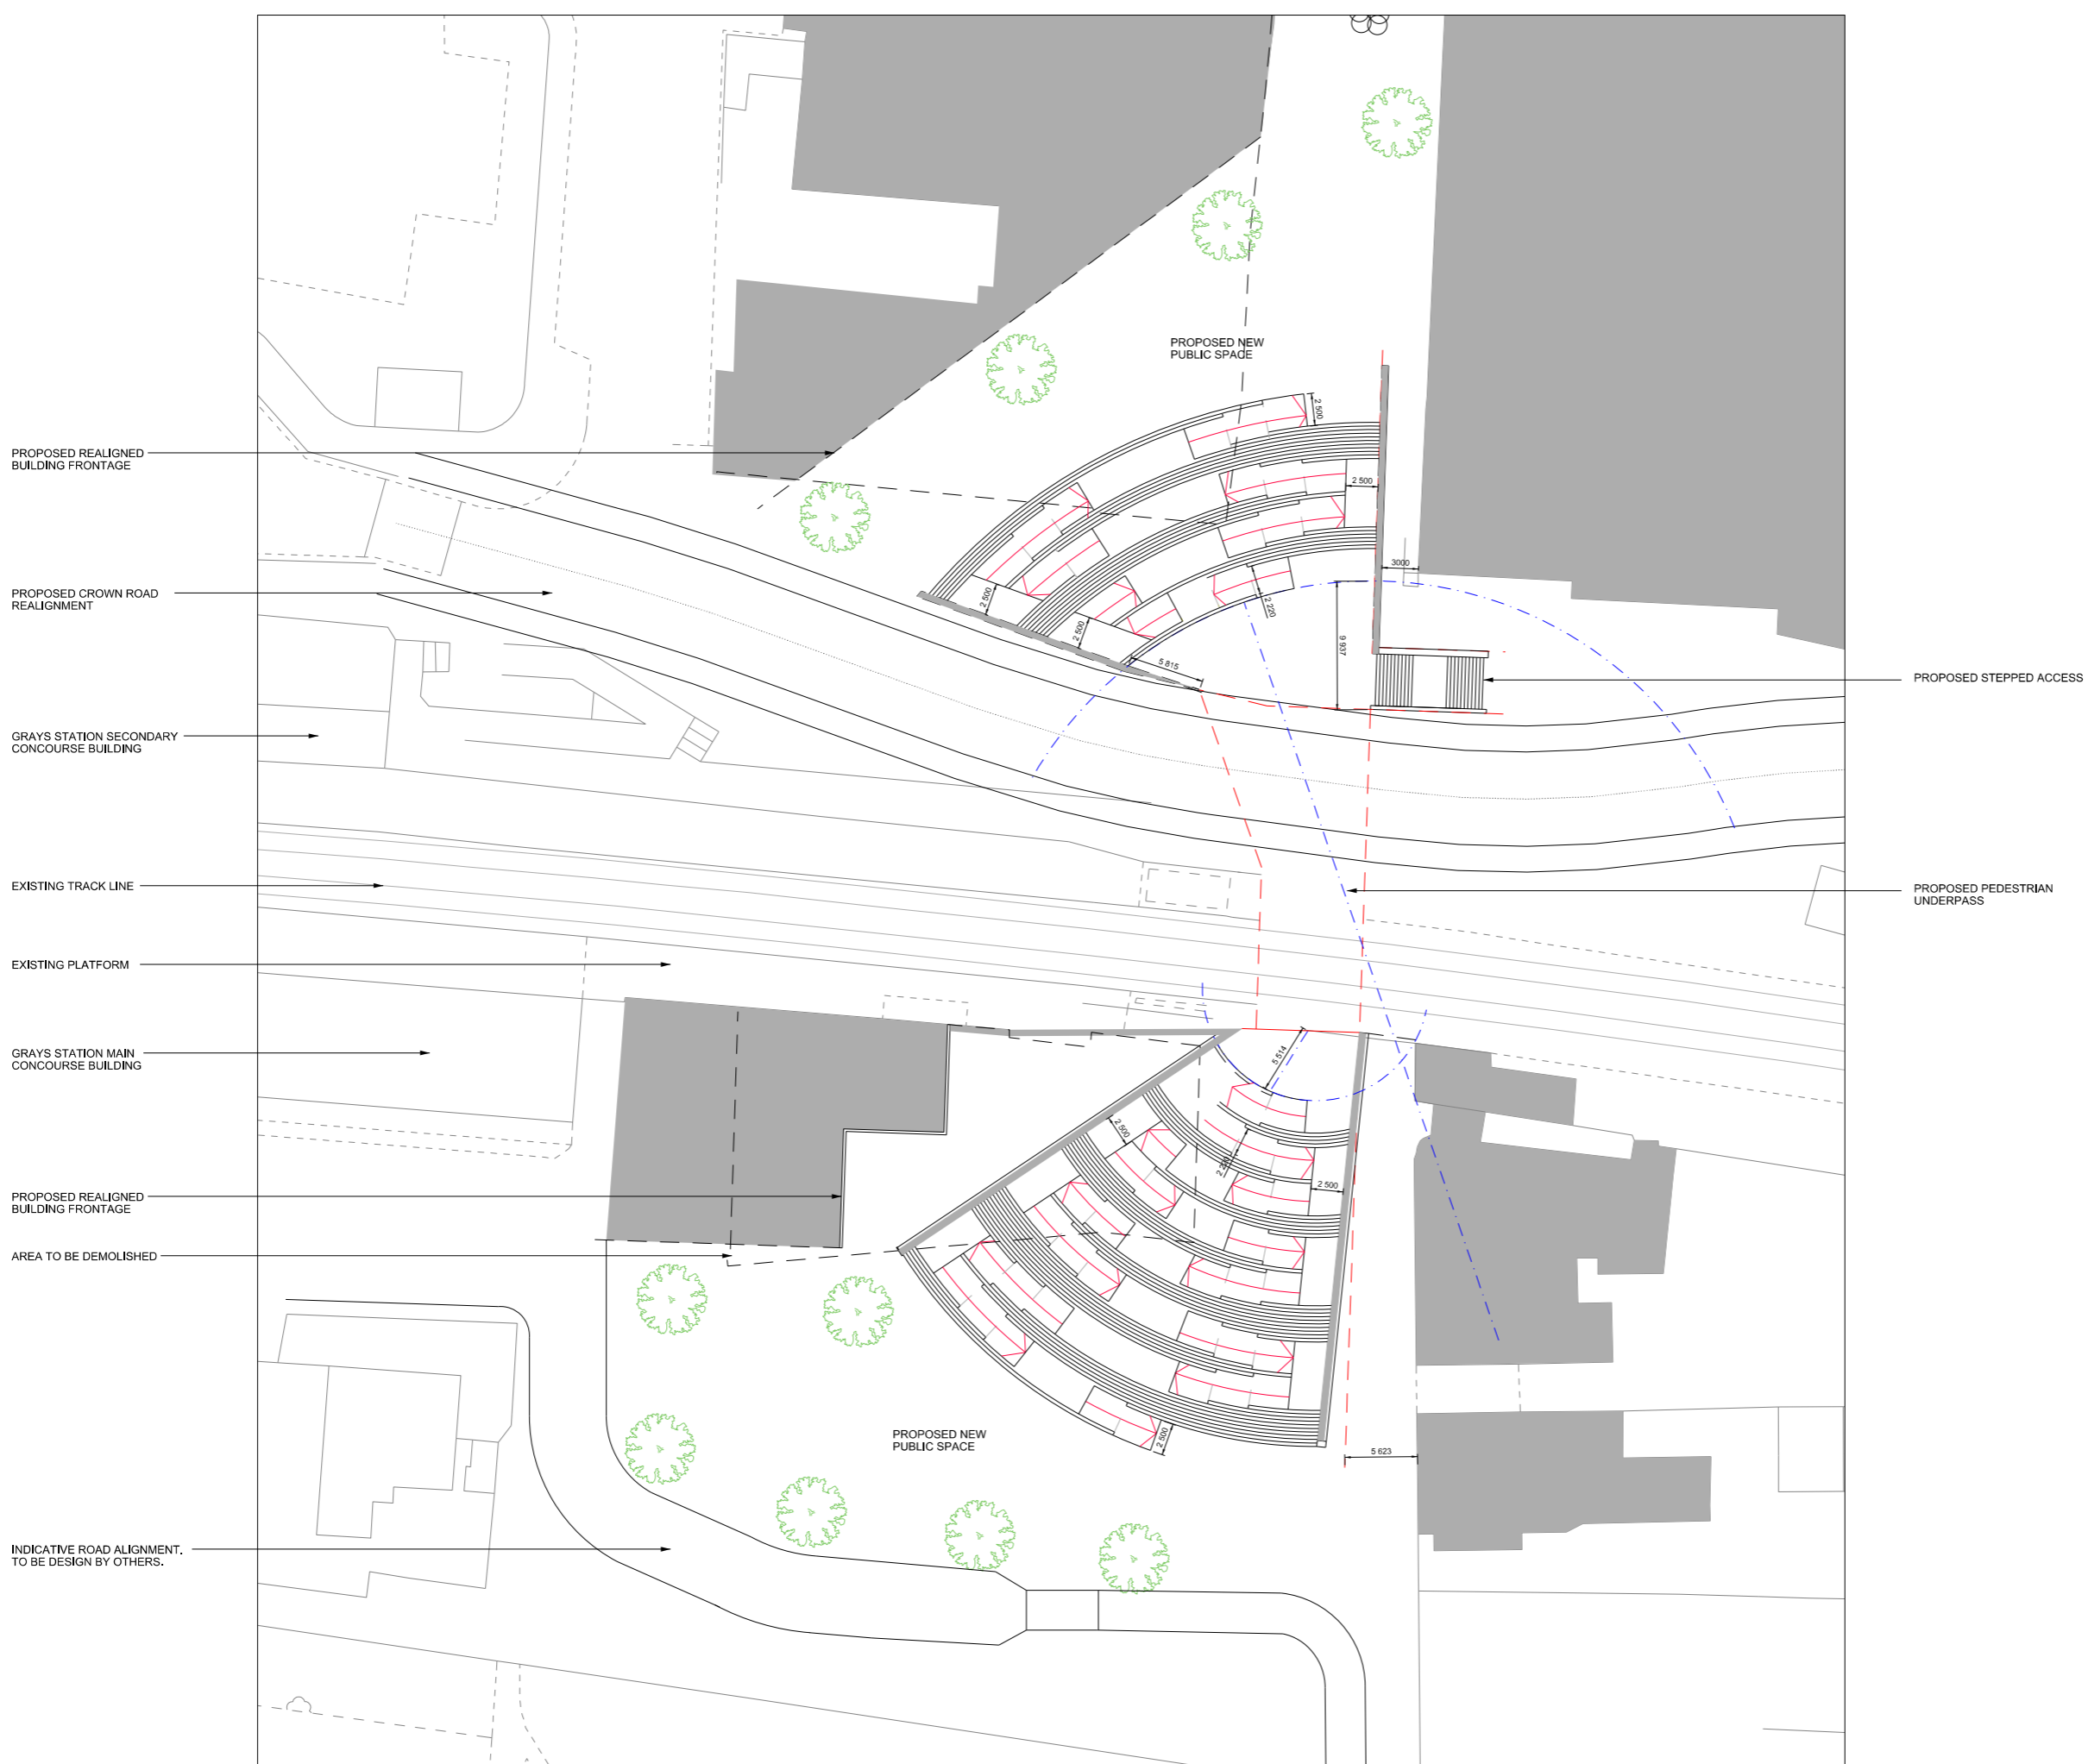 PROPOSED NEW
PUBLIC SPACE
2 500
PROPOSED REALIGNED
BUILDING FRONTAGE
2 500
3000
PROPOSED CROWN ROAD
REALIGNMENT
2 500
2 220
2 500
9 937
5 815
PROPOSED STEPPED ACCESS
GRAYS STATION SECONDARY
CONCOURSE BUILDING
EXISTING TRACK LINE
PROPOSED PEDESTRIAN
UNDERPASS
EXISTING PLATFORM
GRAYS STATION MAIN
CONCOURSE BUILDING
5 514
2 500
2 500
PROPOSED REALIGNED
BUILDING FRONTAGE
AREA TO BE DEMOLISHED
PROPOSED NEW
PUBLIC SPACE
2 500
5 623
INDICATIVE ROAD ALIGNMENT.
TO BE DESIGN BY OTHERS.